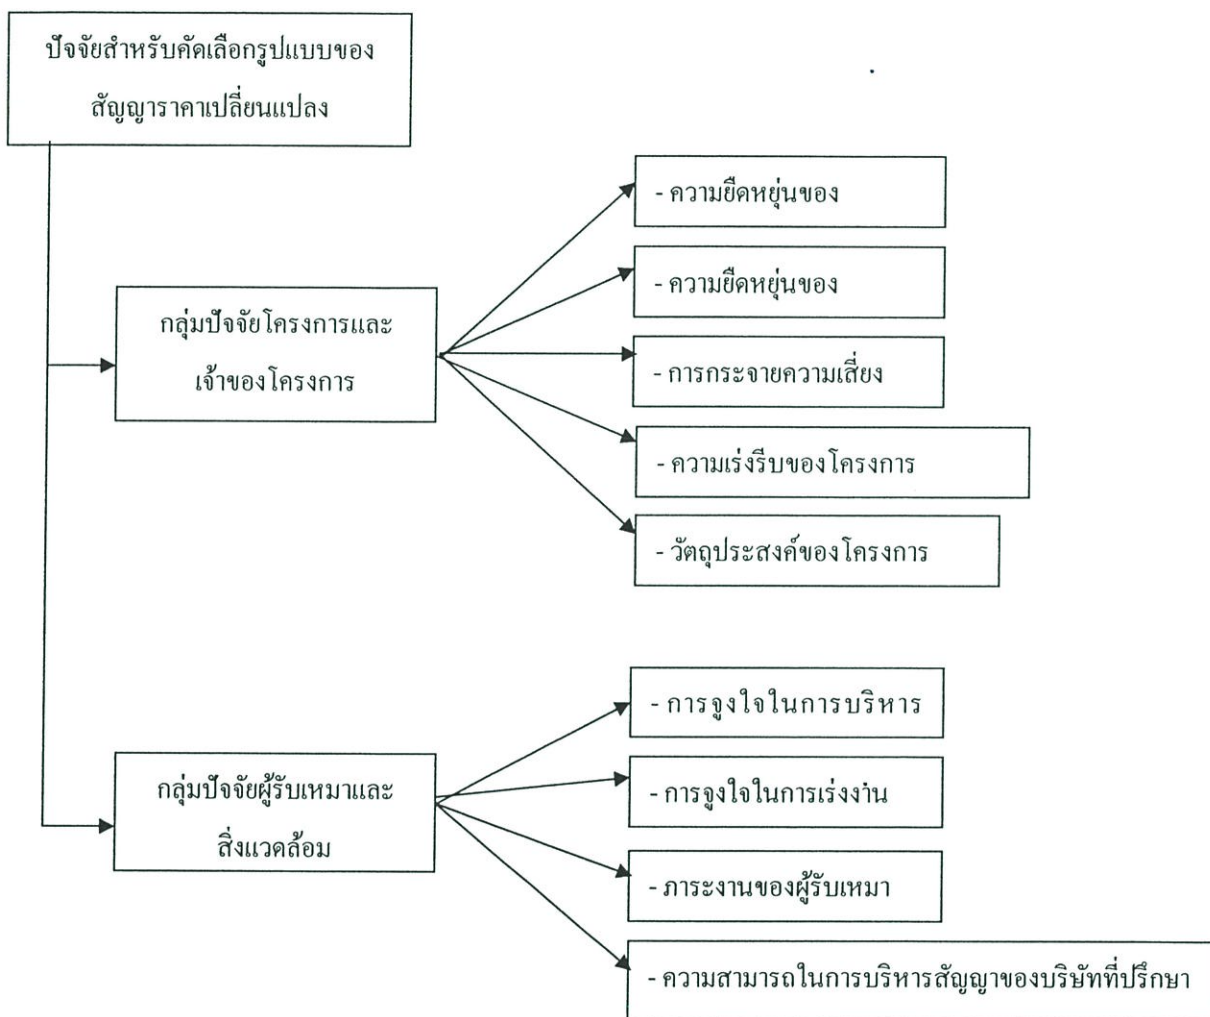 ปัจจัยสำหรับคัดเลือกรูปแบบของ
สัญญาราคาเปลี่ยนแปลง
กลุ่มปัจจัยโครงการและ
เจ้าของโครงการ
- ความยืดหยุ่นของ
- ความยืดหยุ่นของ
- การกระจายความเสี่ยง
- ความเร่งรีบของโครงการ
- วัตถุประสงค์ของโครงการ
กลุ่มปัจจัยผู้รับเหมาและ
สิ่งแวดล้อม
- การจูงใจในการบริหาร
- การจูงใจในการเร่งงาน
- ภาระงานของผู้รับเหมา
- ความสามารถในการบริหารสัญญาของบริษัทที่ปรึกษา